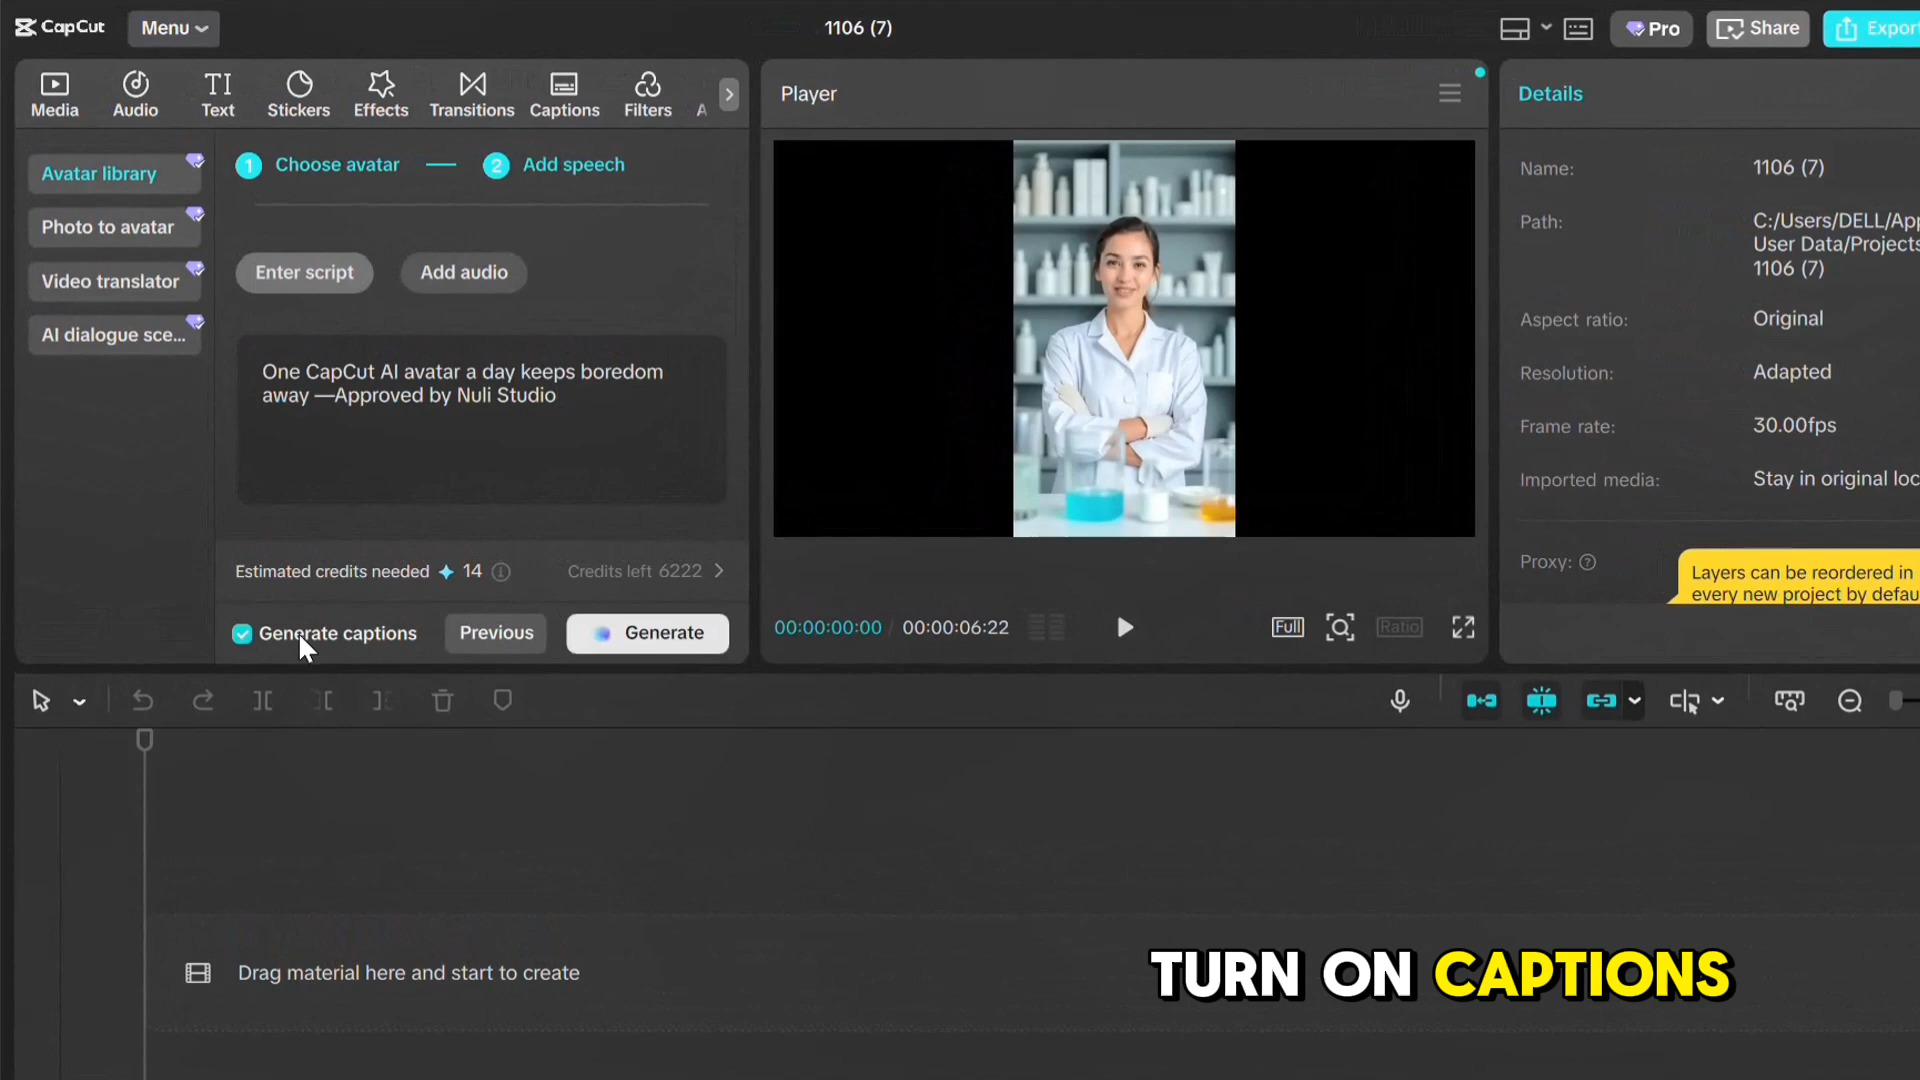 CapCut
Menu
1106 (7)
Pro
Share
Export
Media
Audio
TI
Text
Stickers
Effects
Transitions
Captions
Filters
A
Player
Details
Avatar library
Photo to avatar
Video translator
AI dialogue sce...
1 Choose avatar
2 Add speech
Enter script
Add audio
One CapCut AI avatar a day keeps boredom
away —Approved by Nuli Studio
Estimated credits needed 14
Credits left 6222
Generate captions
Previous
Generate
00:00:00:00 / 00:00:06:22
Full
Ratio
Name: 1106 (7)
Path: C:/Users/DELL/App
User Data/Projects
1106 (7)
Aspect ratio: Original
Resolution: Adapted
Frame rate: 30.00fps
Imported media: Stay in original loc
Proxy: ?
Layers can be reordered in
every new project by defau
Drag material here and start to create
TURN ON CAPTIONS